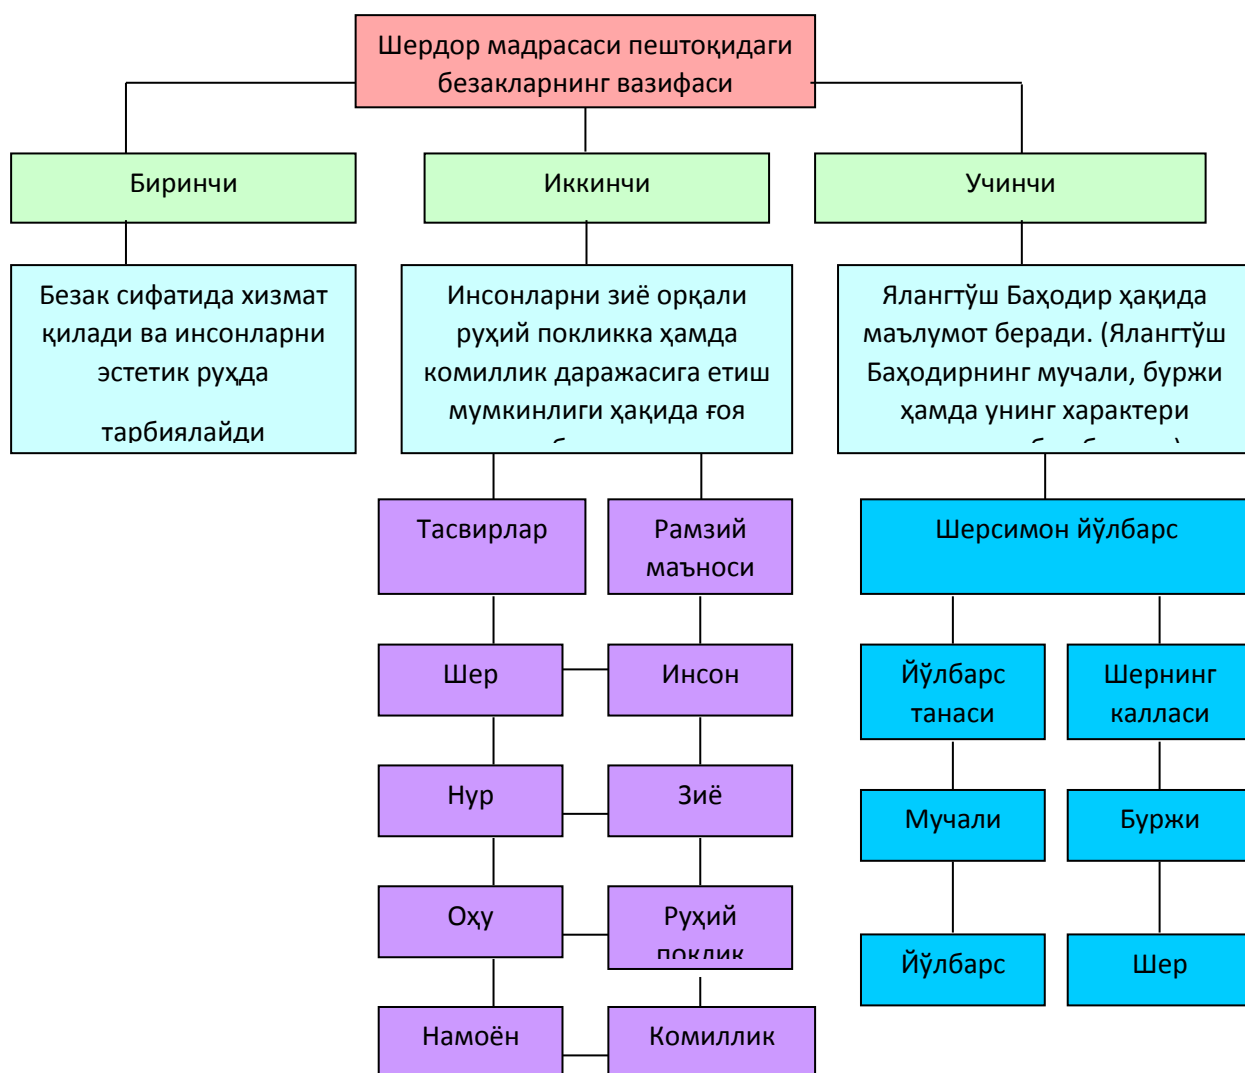 Шердор мадрасаси пештоқидаги
безакларнинг вазифаси
Биринчи
Иккинчи
Учинчи
Безак сифатида хизмат
қилади ва инсонларни
эстетик руҳда
тарбиялайди
Инсонларни зиё орқали
руҳий покликка ҳамда
комиллик даражасига етиш
мумкинлиги ҳақида ғоя
Ялангтўш Баҳодир ҳақида
маълумот беради. (Ялангтўш
Баҳодирнинг мучали, буржи
ҳамда унинг характери
Тасвирлар
Рамзий
маъноси
Шер
Инсон
Нур
Зиё
Оҳу
Руҳий
поклик
Намоён
Комиллик
Шерсимон йўлбарс
Йўлбарс
танаси
Шернинг
калласи
Мучали
Буржи
Йўлбарс
Шер